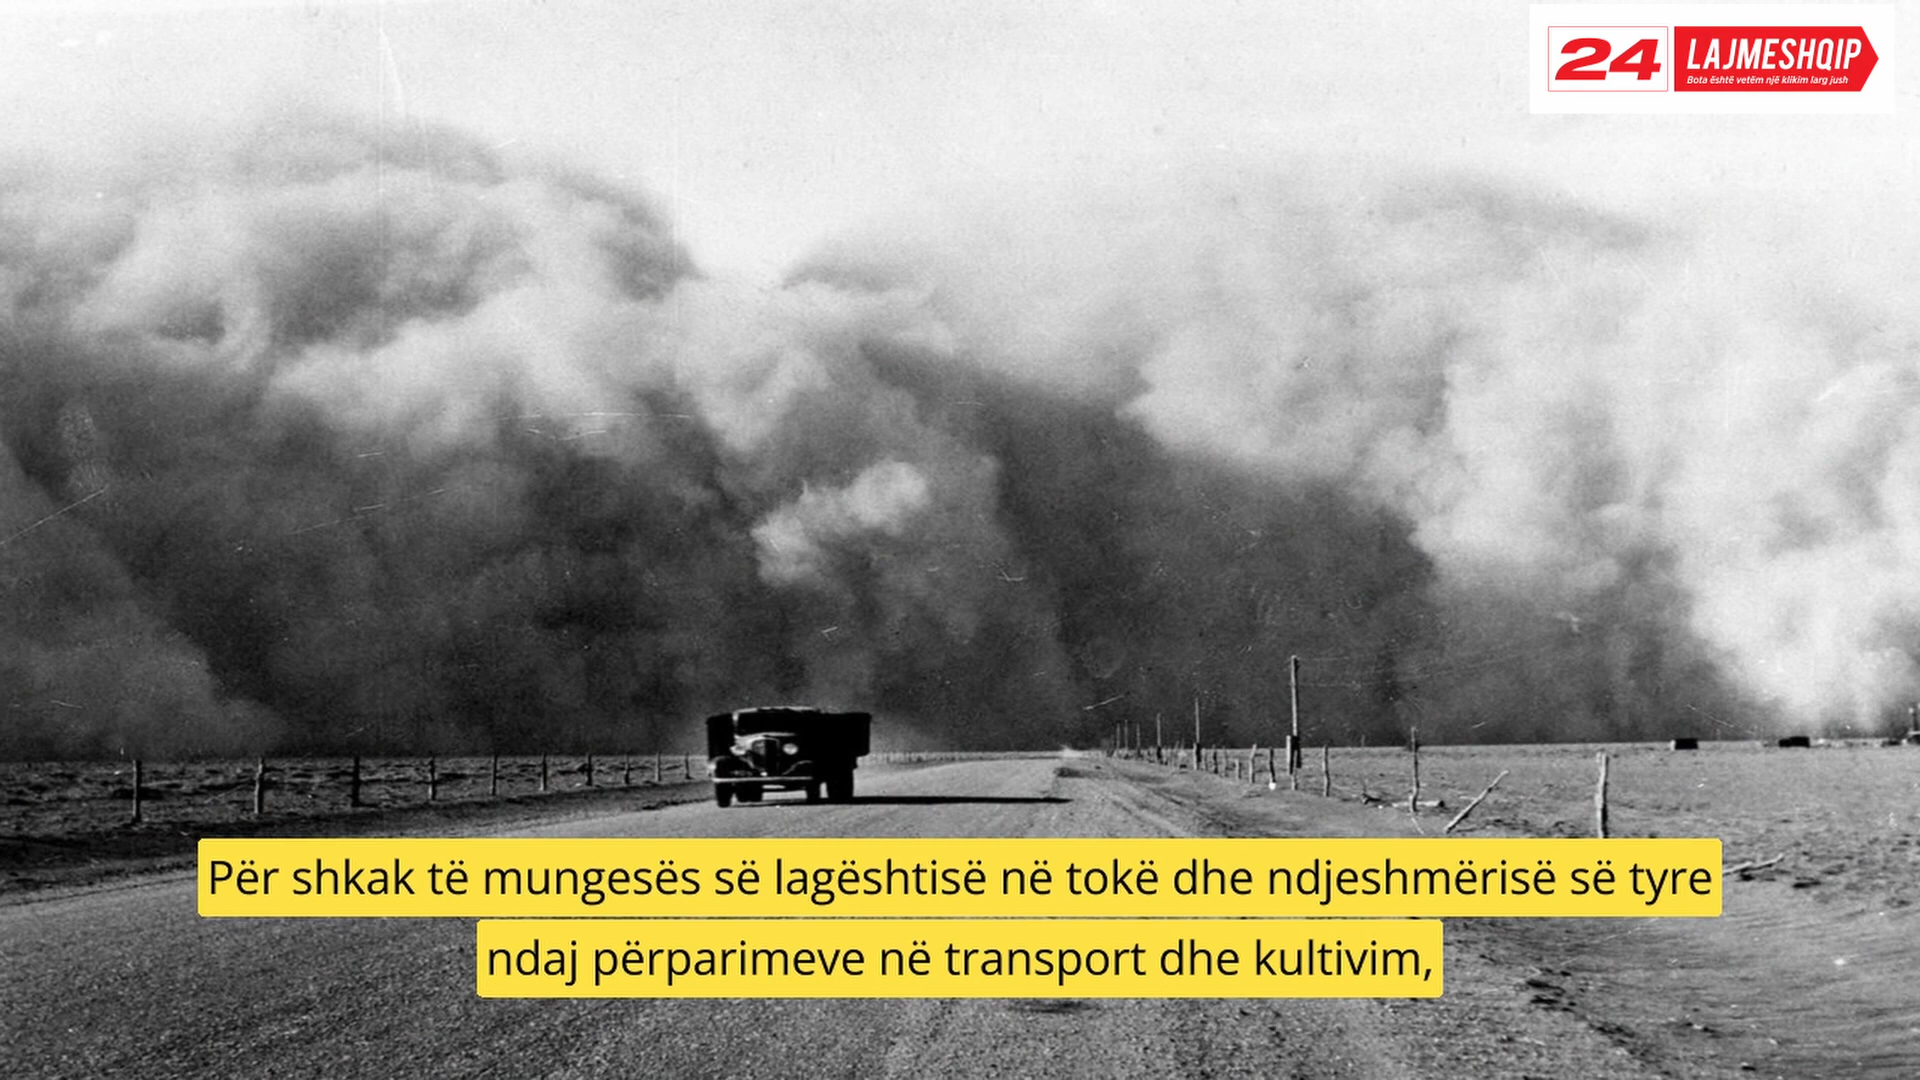 24 LAJMESHQIP
Bota është vetëm një klikim larg jush
Për shkak të mungesës së lagështisë në tokë dhe ndjeshmërisë së tyre
ndaj përparimeve në transport dhe kultivim,